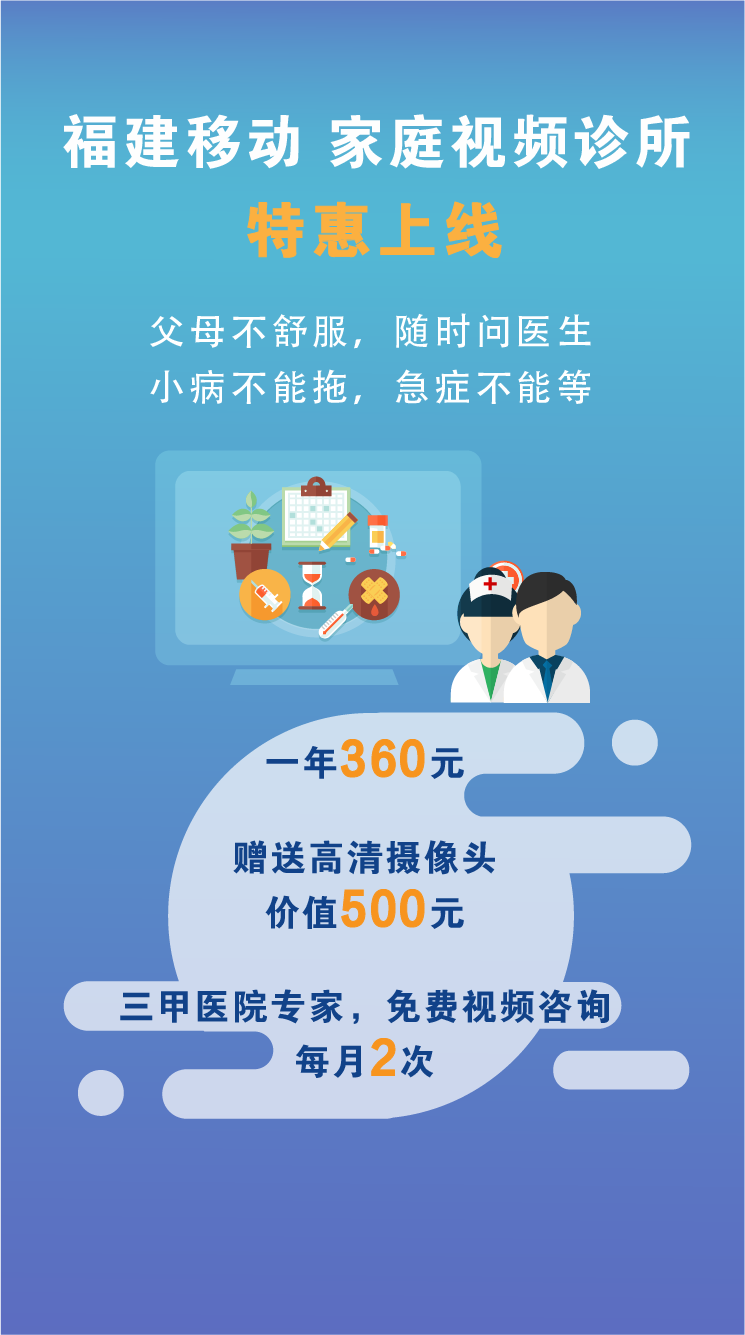 福建移动 家庭视频诊所
特惠上线
父母不舒服，随时问医生
小病不能拖，急症不能等
一年360元
赠送高清摄像头
价值500元
三甲医院专家，免费视频咨询
每月2次